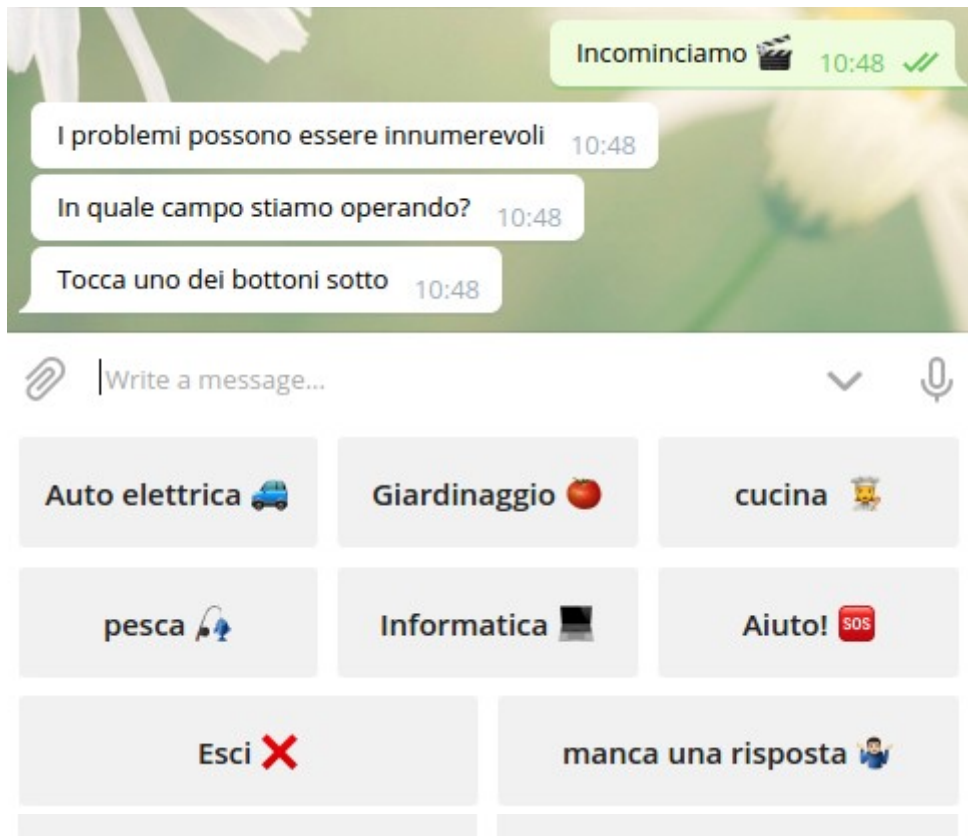 Incominciamo 🎬 10:48
I problemi possono essere innumerevoli 10:48
In quale campo stiamo operando? 10:48
Tocca uno dei bottoni sotto 10:48
Write a message...
Auto elettrica 🚙 Giardinaggio 🍅 cucina 👩‍🍳
pesca 🎣 Informatica 💻 Aiuto! 🆘
Esci ❌ manca una risposta 🤷🏻‍♂️